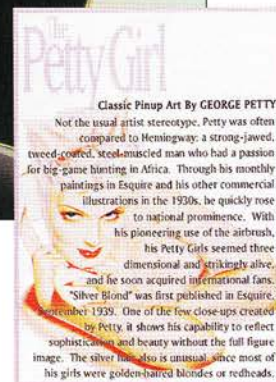 The
Petty Girl
Classic Pinup Art By GEORGE PETTY
Not the usual artist stereotype, Petty was often
compared to Hemingway: a strong-jawed,
tweed-coated, steel-muscled man who had a passion
for big-game hunting in Africa. Through his monthly
paintings in Esquire and his other commercial
illustrations in the 1930s, he quickly rose
to national prominence. With
his pioneering use of the airbrush,
his Petty Girls seemed three
dimensional and strikingly alive,
and he soon acquired international fans.
"Silver Blond" was first published in Esquire,
September 1939. One of the few close-ups created
by Petty, it shows his capability to reflect
sophistication and beauty without the full figure
image. The silver hair also is unusual, since most of
his girls were golden-haired blondes or redheads.